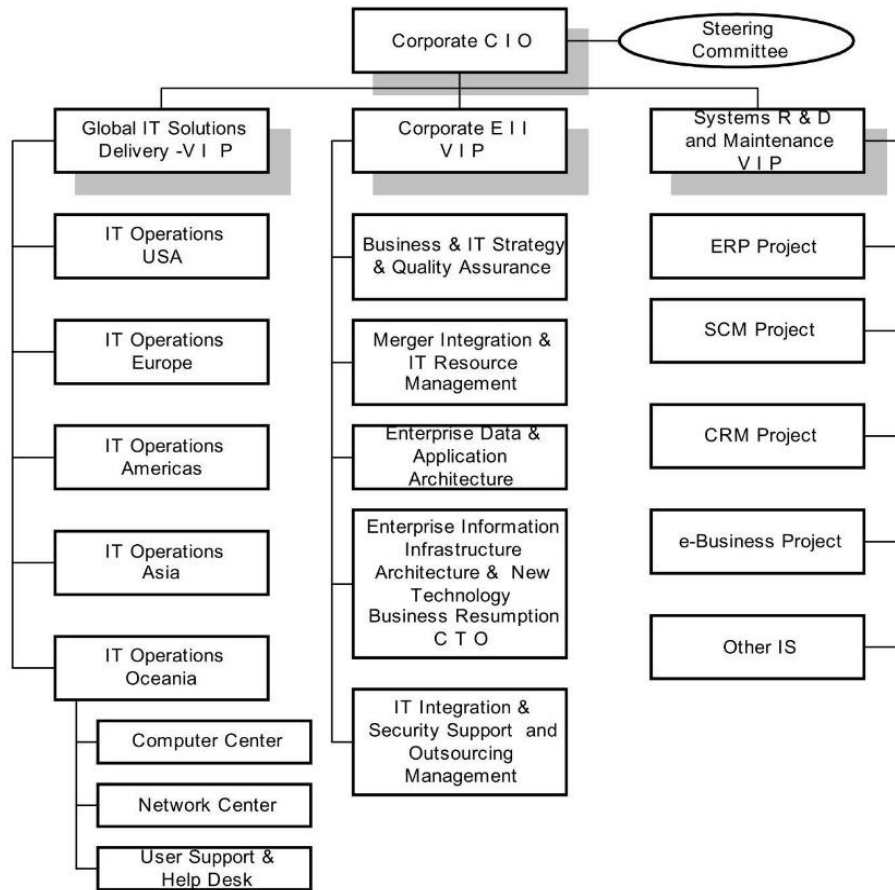 Corporate C I O
Steering
Committee
Global IT Solutions
Delivery -V I P
Corporate E I I
V I P
Systems R & D
and Maintenance
V I P
IT Operations
USA
IT Operations
Europe
IT Operations
Americas
IT Operations
Asia
IT Operations
Oceania
Computer Center
Network Center
User Support &
Help Desk
Business & IT Strategy
& Quality Assurance
Merger Integration &
IT Resource
Management
Enterprise Data &
Application
Architecture
Enterprise Information
Infrastructure
Architecture & New
Technology
Business Resumption
C T O
IT Integration &
Security Support and
Outsourcing
Management
ERP Project
SCM Project
CRM Project
e-Business Project
Other IS